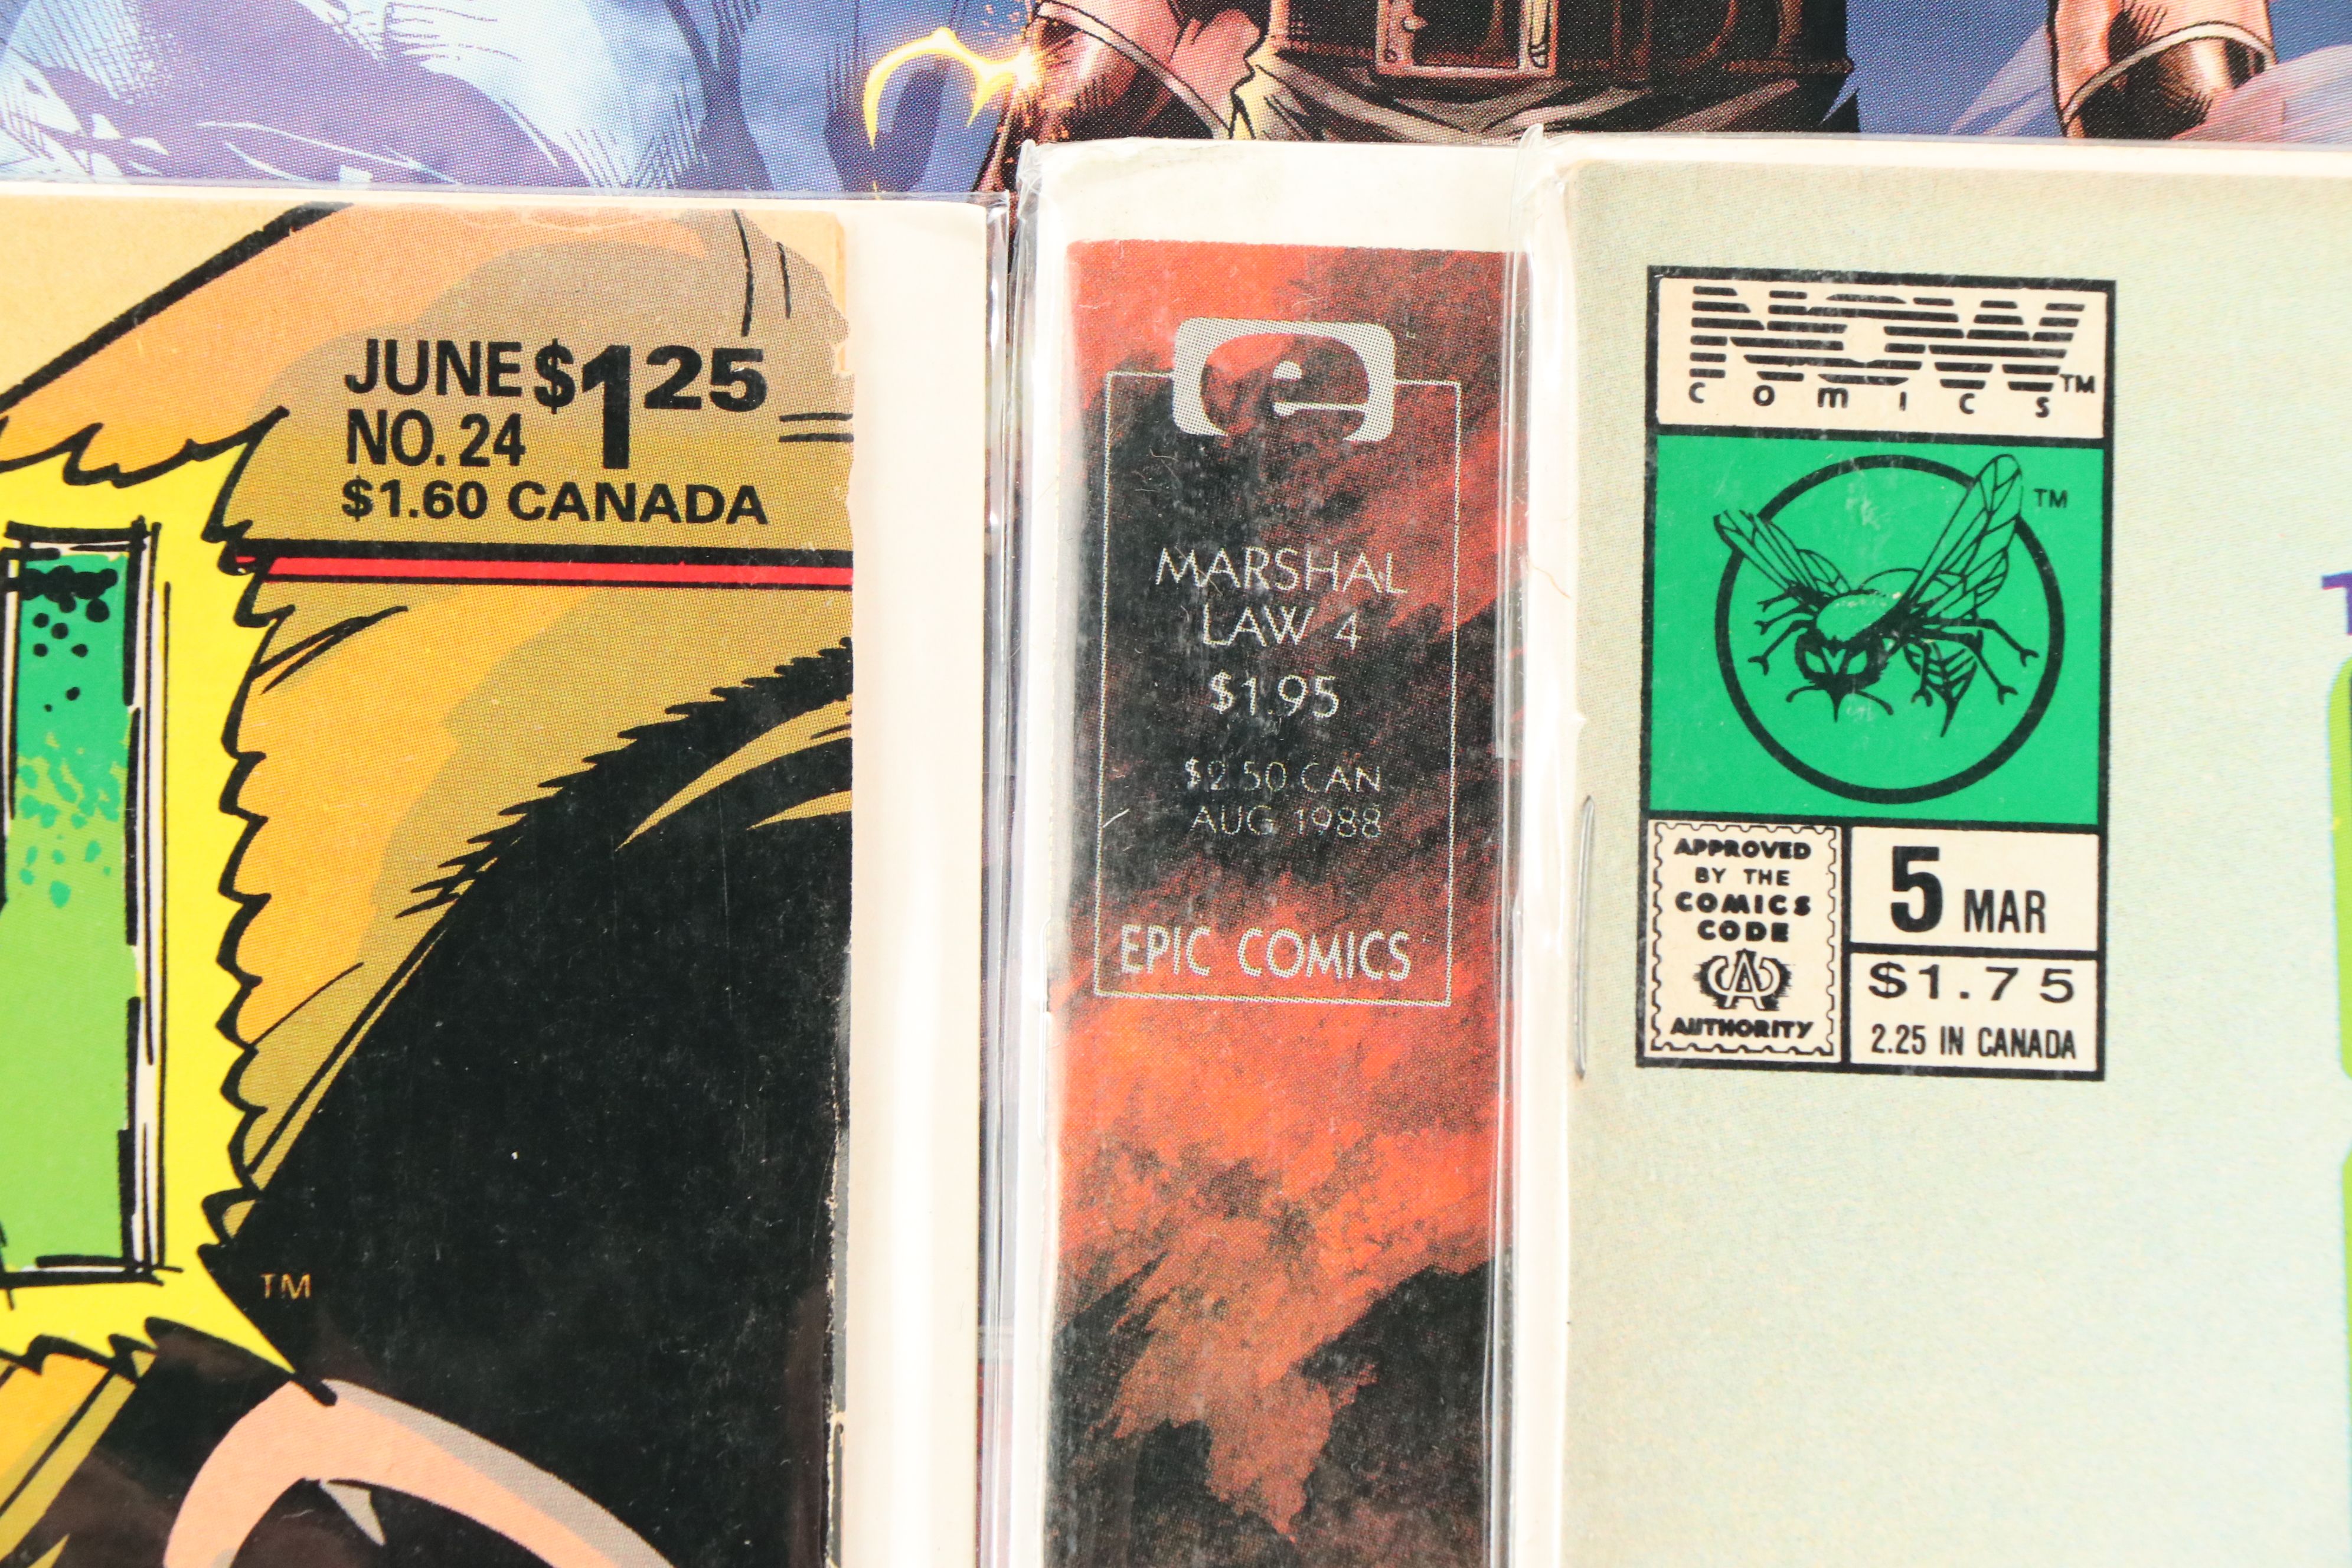 JUNE $1.25
NO. 24
$1.60 CANADA
TM
e
MARSHAL
LAW 4
$1.95
$2.50 CAN
AUG 1988
EPIC COMICS
NOW TM
COMICS
TM
APPROVED
BY THE
COMICS
CODE
CA
AUTHORITY
5 MAR
$1.75
2.25 IN CANADA